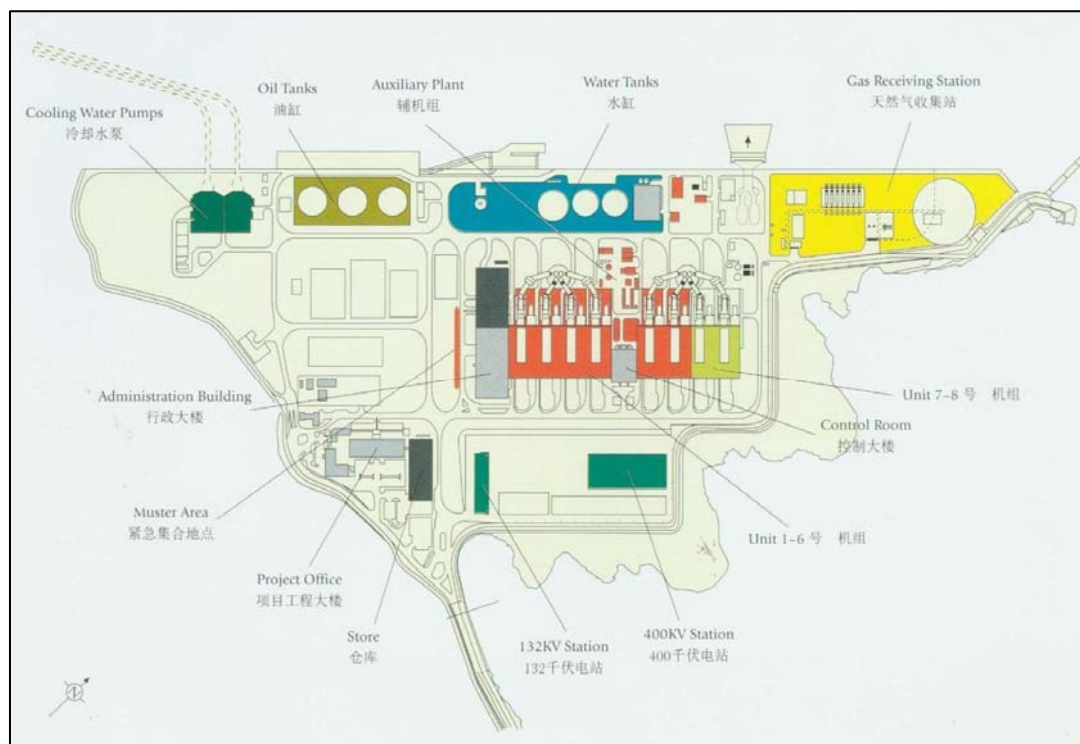 Cooling Water Pumps
冷却水泵
Oil Tanks
油缸
Auxiliary Plant
辅机组
Water Tanks
水缸
Gas Receiving Station
天然气收集站
Administration Building
行政大楼
Unit 7-8 号 机组
Control Room
控制大楼
Muster Area
紧急集合地点
Unit 1-6 号 机组
Project Office
项目工程大楼
Store
仓库
132KV Station
132千伏电站
400KV Station
400千伏电站